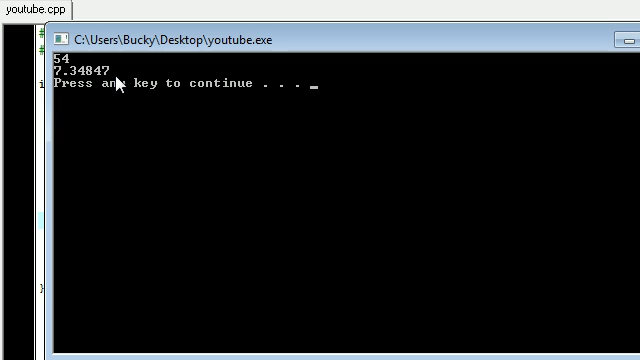 youtube.cpp
C:\Users\Bucky\Desktop\youtube.exe
#
#
54
7.34847
i
Press any key to continue . . . _
}